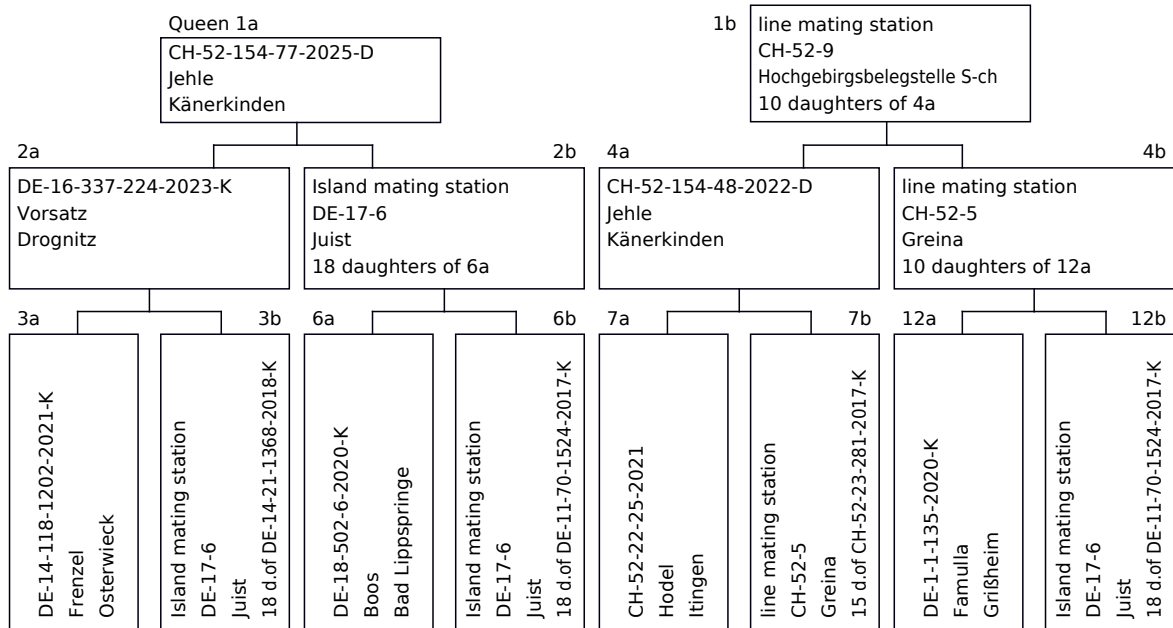 Queen 1a
CH-52-154-77-2025-D
Jehle
Känerkinden
1b
line mating station
CH-52-9
Hochgebirgsbelegstelle S-ch
10 daughters of 4a
2a
DE-16-337-224-2023-K
Vorsatz
Drognitz
2b
Island mating station
DE-17-6
Juist
18 daughters of 6a
4a
CH-52-154-48-2022-D
Jehle
Känerkinden
4b
line mating station
CH-52-5
Greina
10 daughters of 12a
3a
DE-14-118-1202-2021-K
Frenzel
Osterwieck
3b
Island mating station
DE-17-6
Juist
18 d.of DE-14-21-1368-2018-K
6a
DE-18-502-6-2020-K
Boos
Bad Lippspringe
6b
Island mating station
DE-17-6
Juist
18 d.of DE-11-70-1524-2017-K
7a
CH-52-22-25-2021
Hodel
Itingen
7b
line mating station
CH-52-5
Greina
15 d.of CH-52-23-281-2017-K
12a
DE-1-1-135-2020-K
Famulla
Grißheim
12b
Island mating station
DE-17-6
Juist
18 d.of DE-11-70-1524-2017-K